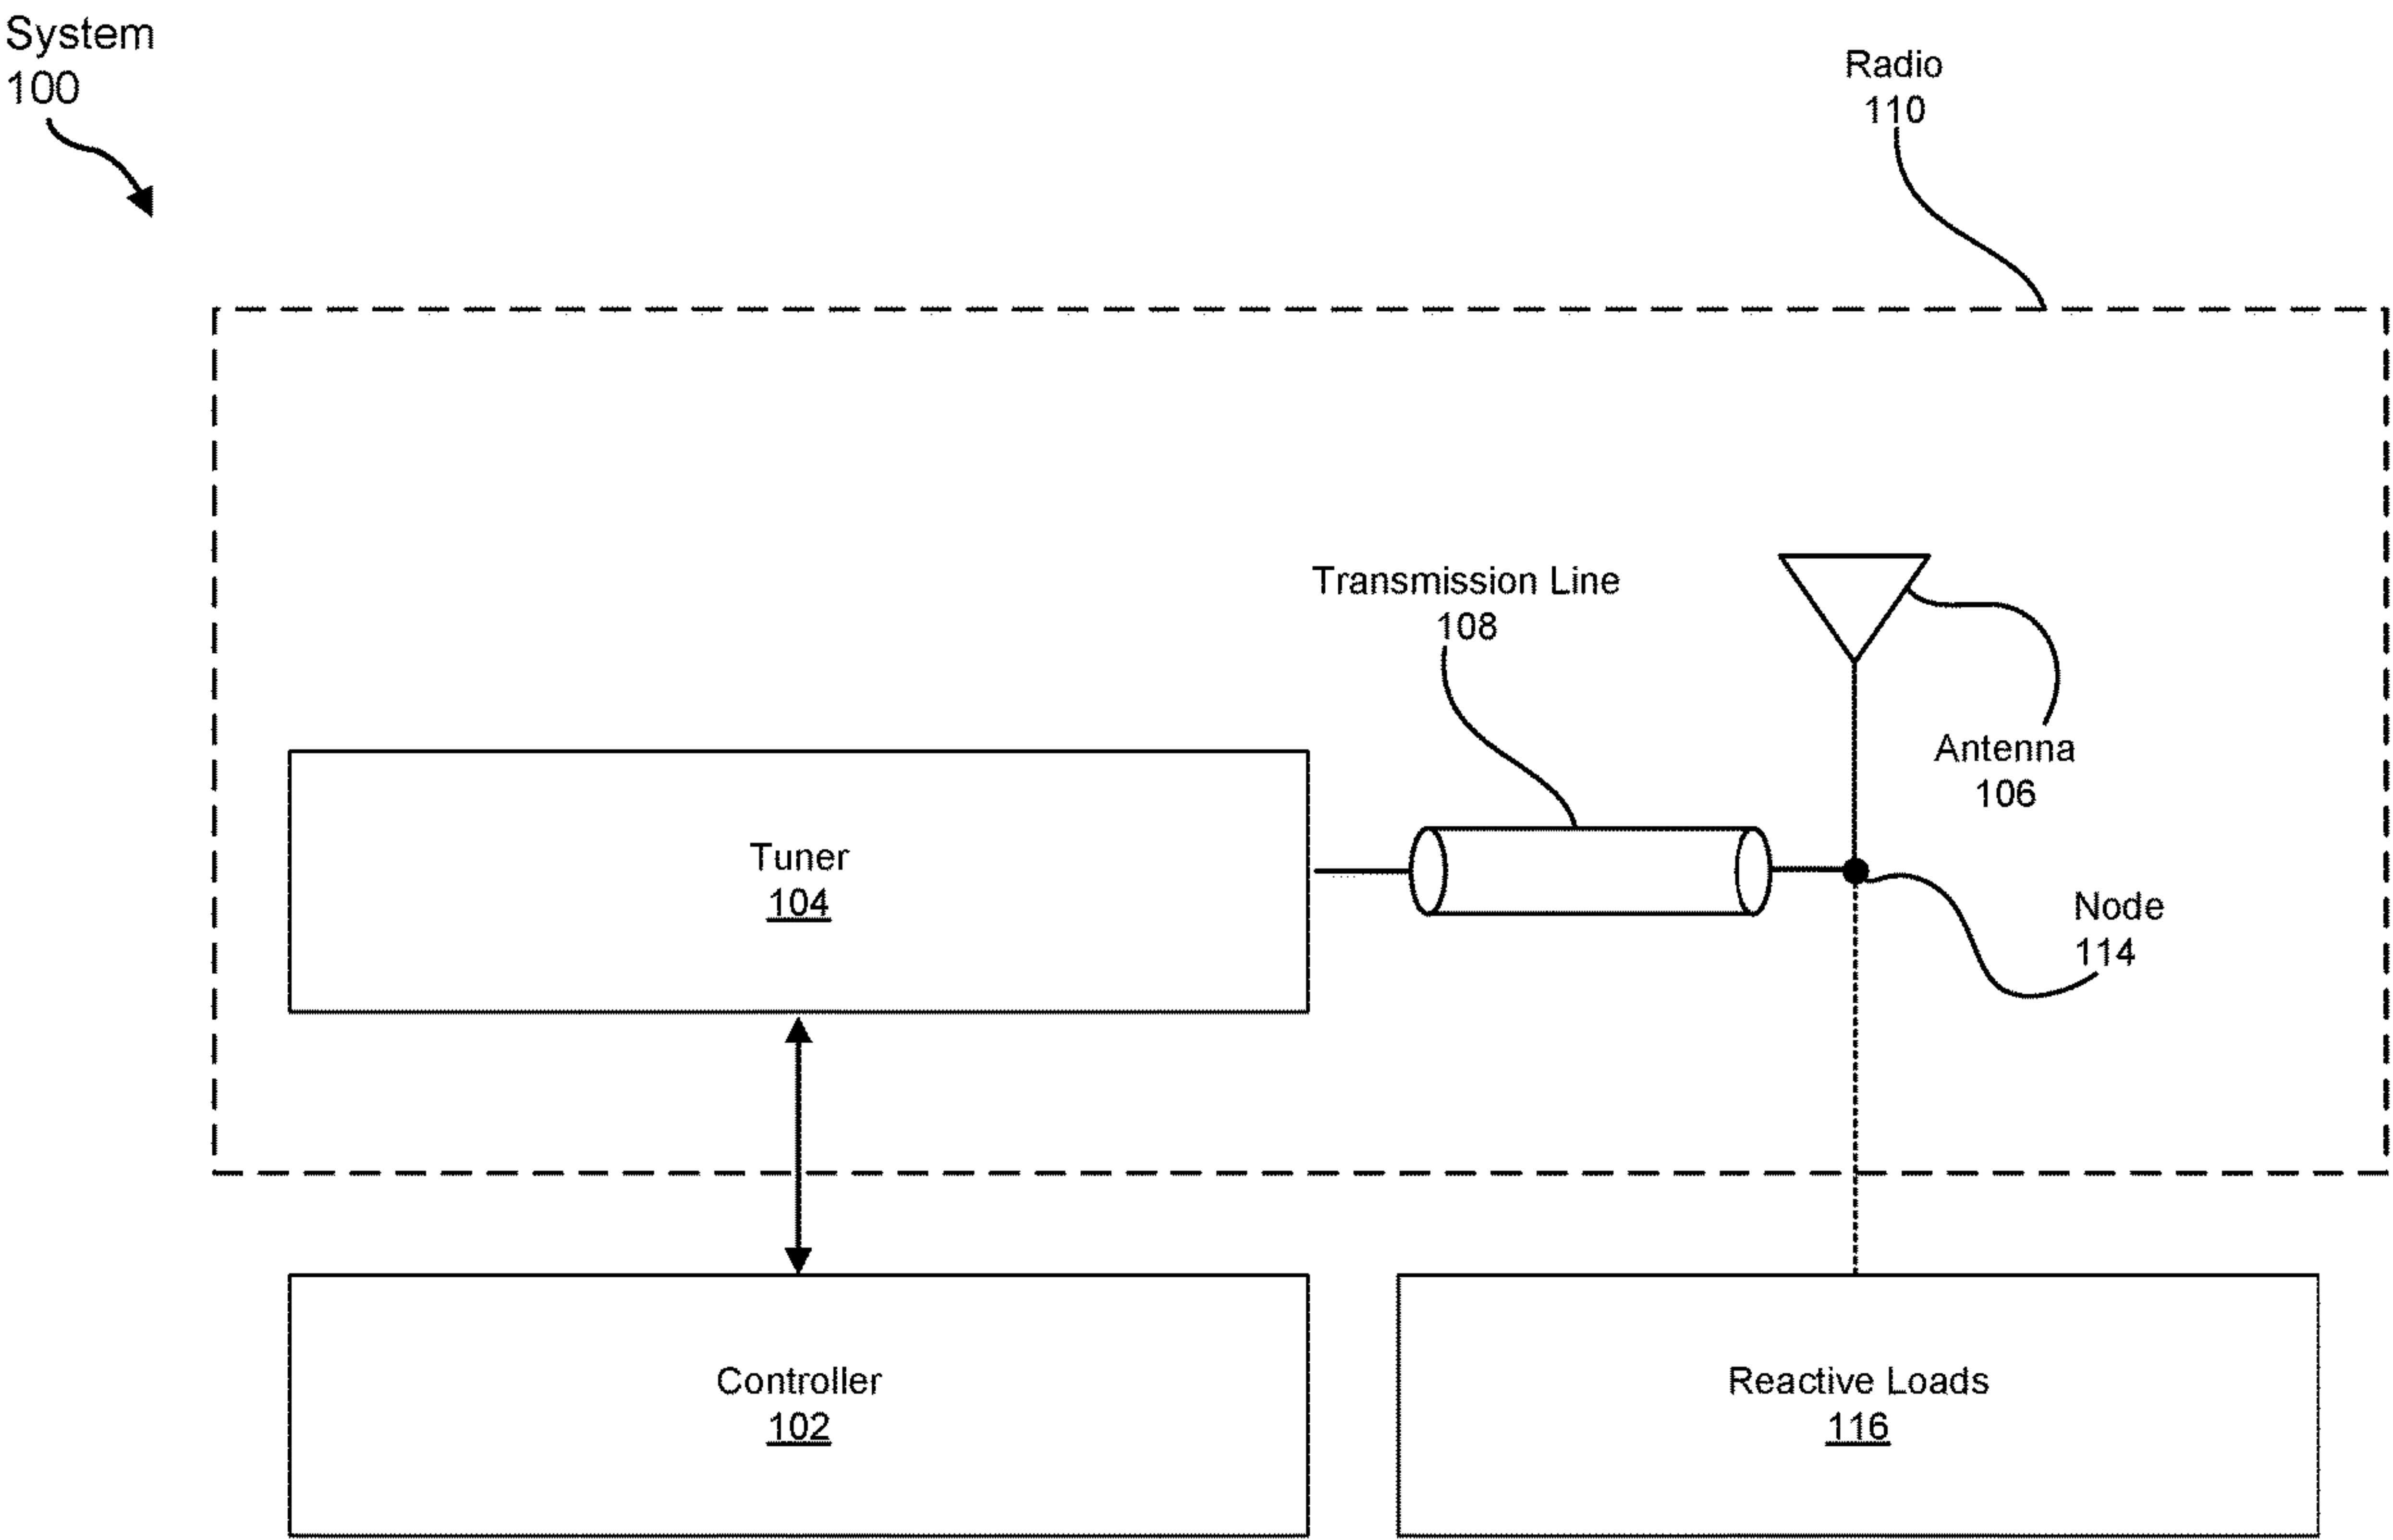 System
100
Radio
110
Transmission Line
108
Antenna
106
Tuner
104
Node
114
Controller
102
Reactive Loads
116